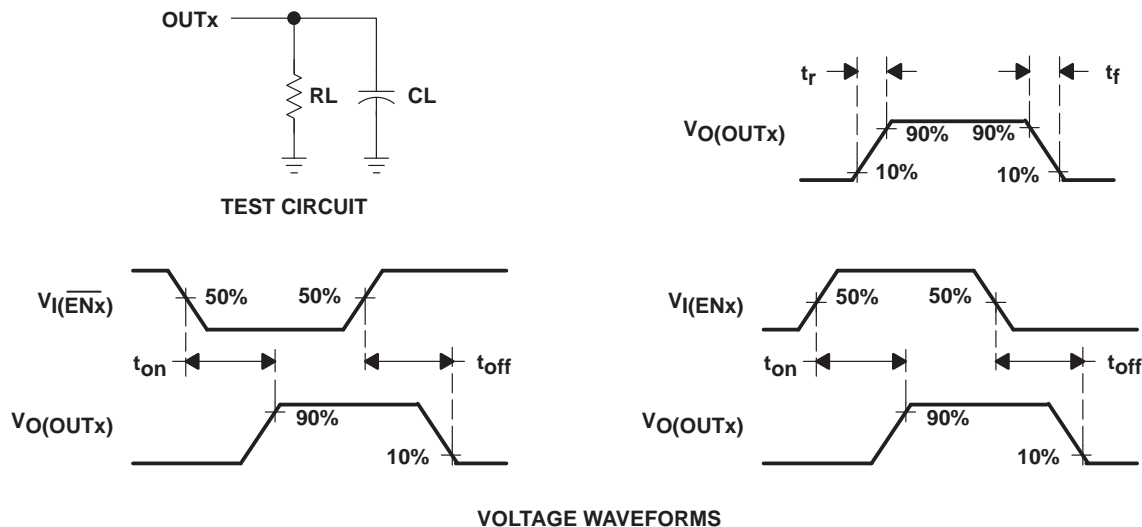 OUTx
RL
CL
TEST CIRCUIT
tr
tf
VO(OUTx)
90%
90%
10%
10%
VI(E̅N̅x̅)
50%
50%
ton
toff
VO(OUTx)
90%
10%
VI(ENx)
50%
50%
ton
toff
VO(OUTx)
90%
10%
VOLTAGE WAVEFORMS